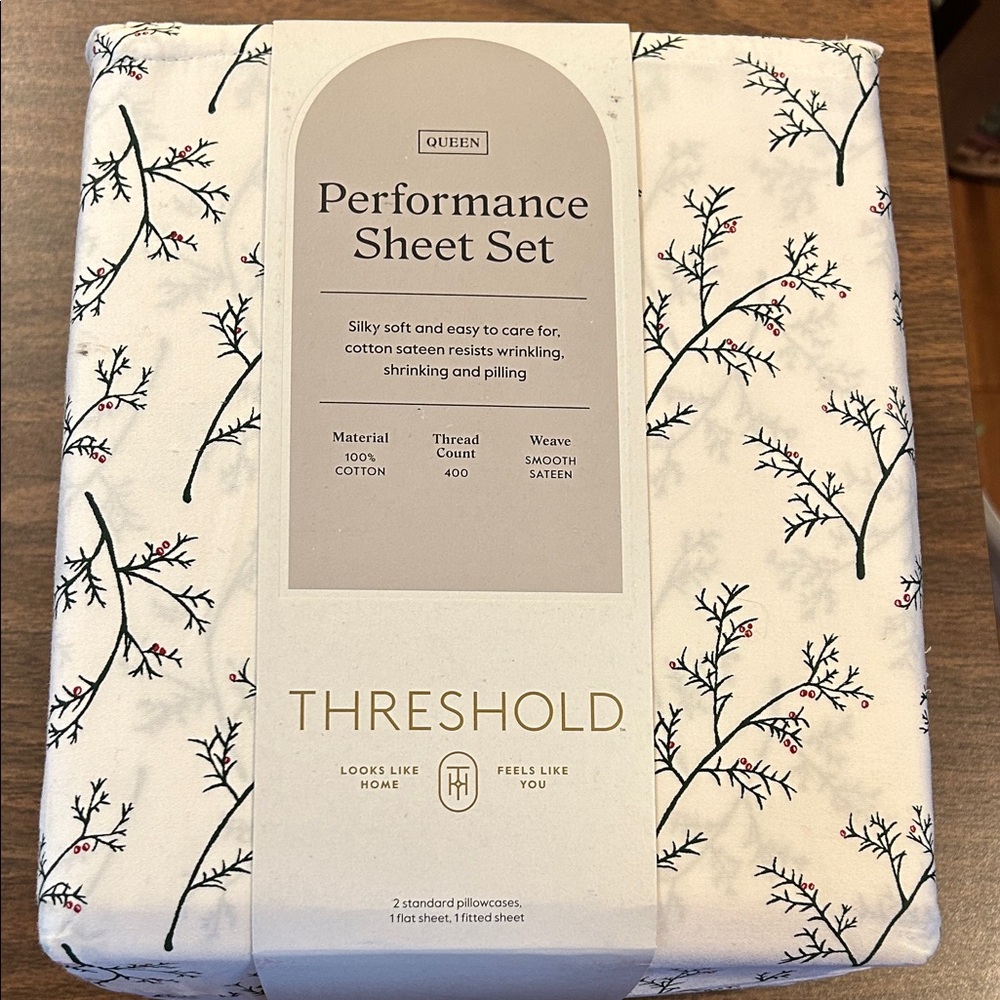 QUEEN
Performance
Sheet Set
Silky soft and easy to care for,
cotton sateen resists wrinkling,
shrinking and pilling
Material
100%
COTTON
Thread
Count
400
Weave
SMOOTH
SATEEN
THRESHOLD™
LOOKS LIKE
HOME
TH
FEELS LIKE
YOU
2 standard pillowcases,
1 flat sheet, 1 fitted sheet